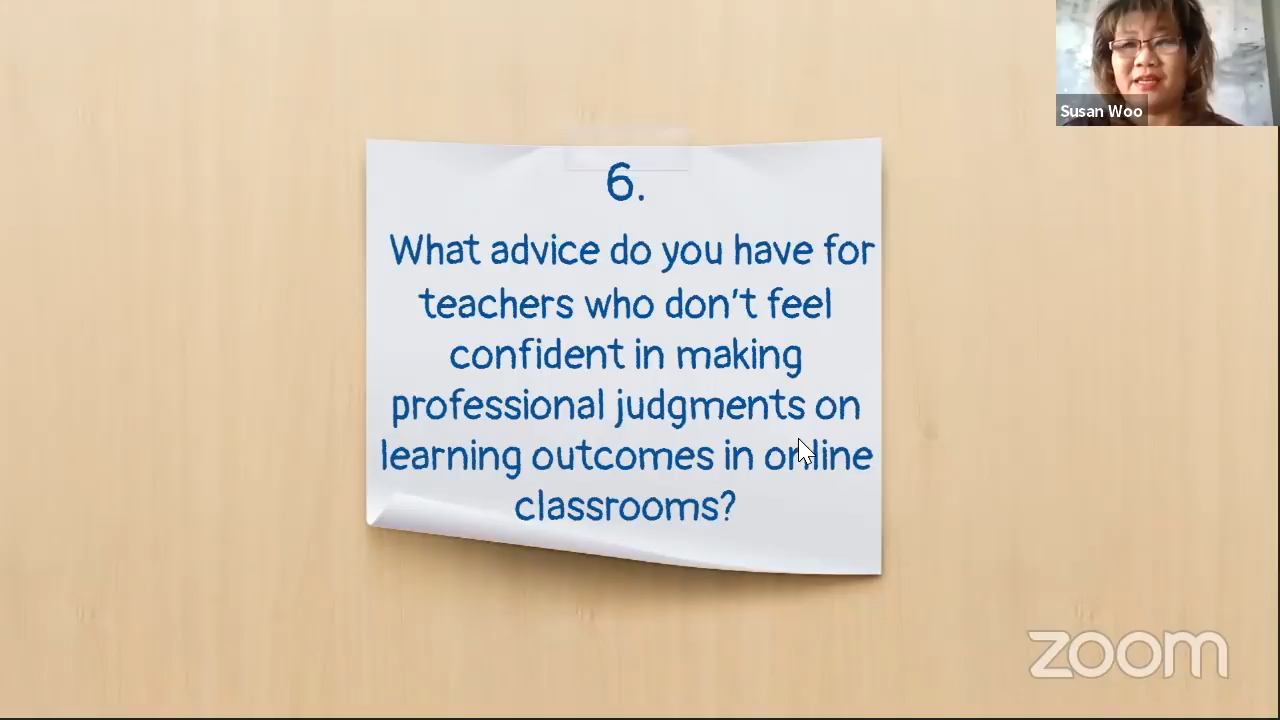 Susan Woo
6.
What advice do you have for
teachers who don't feel
confident in making
professional judgments on
learning outcomes in online
classrooms?
zoom